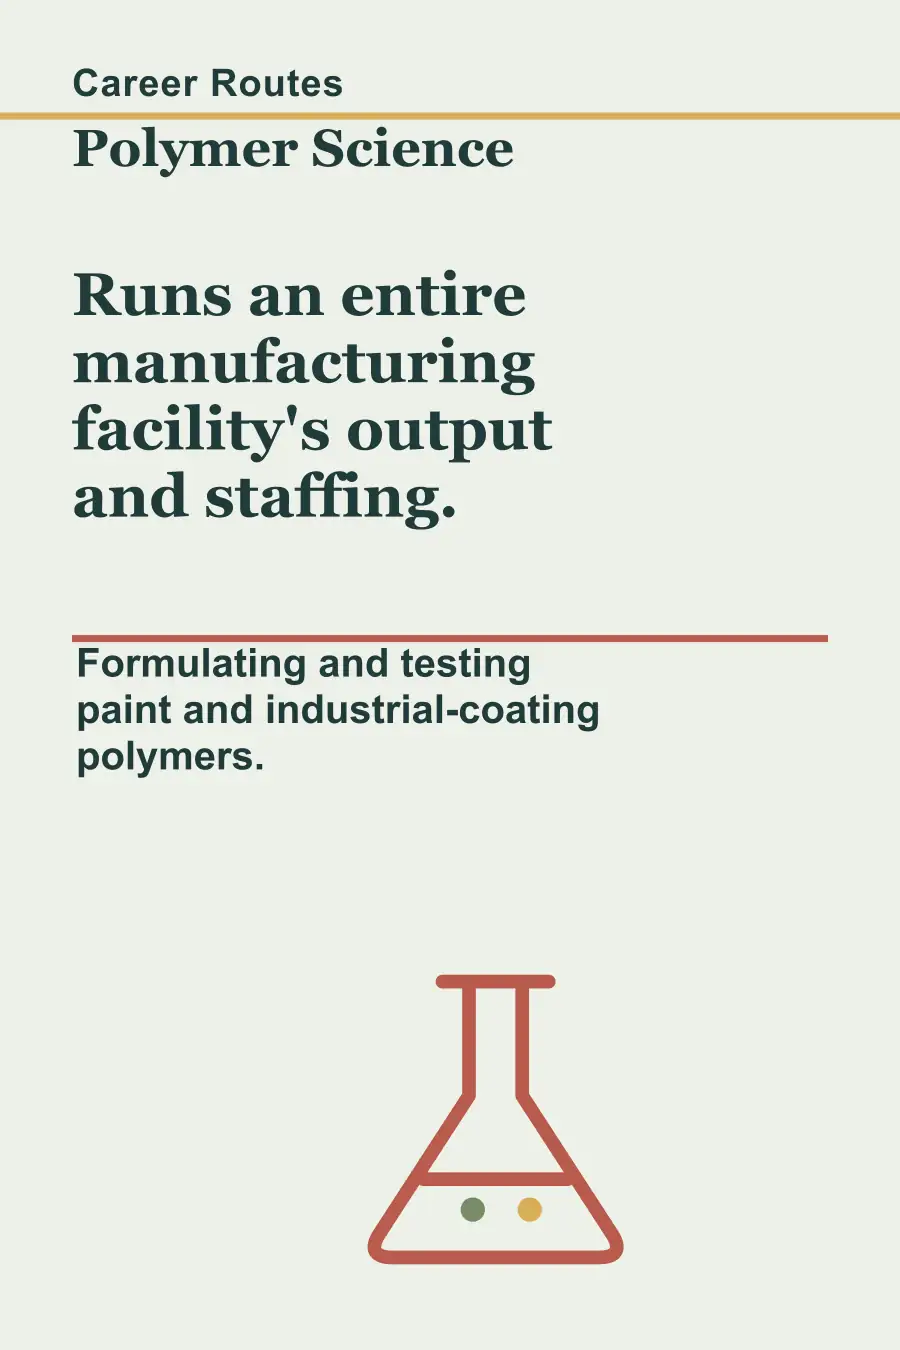 Career Routes
Polymer Science
Runs an entire
manufacturing
facility's output
and staffing.
Formulating and testing
paint and industrial-coating
polymers.